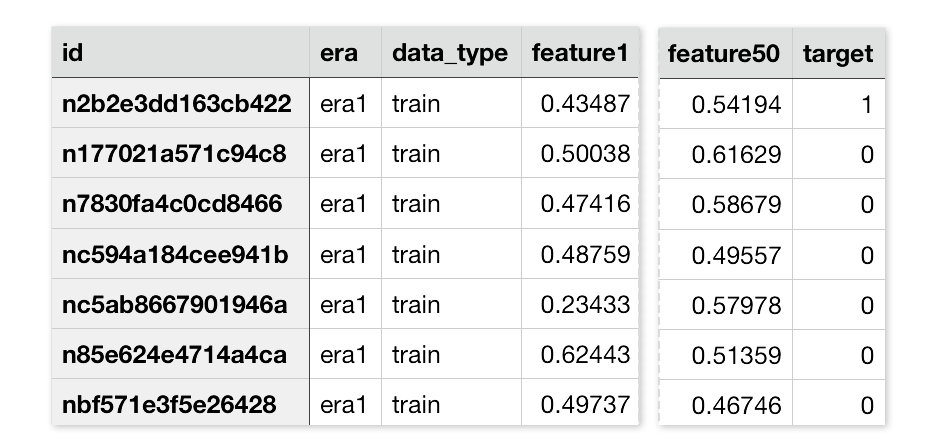 id era data_type feature1 feature50 target
n2b2e3dd163cb422 era1 train 0.43487 0.54194 1
n177021a571c94c8 era1 train 0.50038 0.61629 0
n7830fa4c0cd8466 era1 train 0.47416 0.58679 0
nc594a184cee941b era1 train 0.48759 0.49557 0
nc5ab8667901946a era1 train 0.23433 0.57978 0
n85e624e4714a4ca era1 train 0.62443 0.51359 0
nbf571e3f5e26428 era1 train 0.49737 0.46746 0